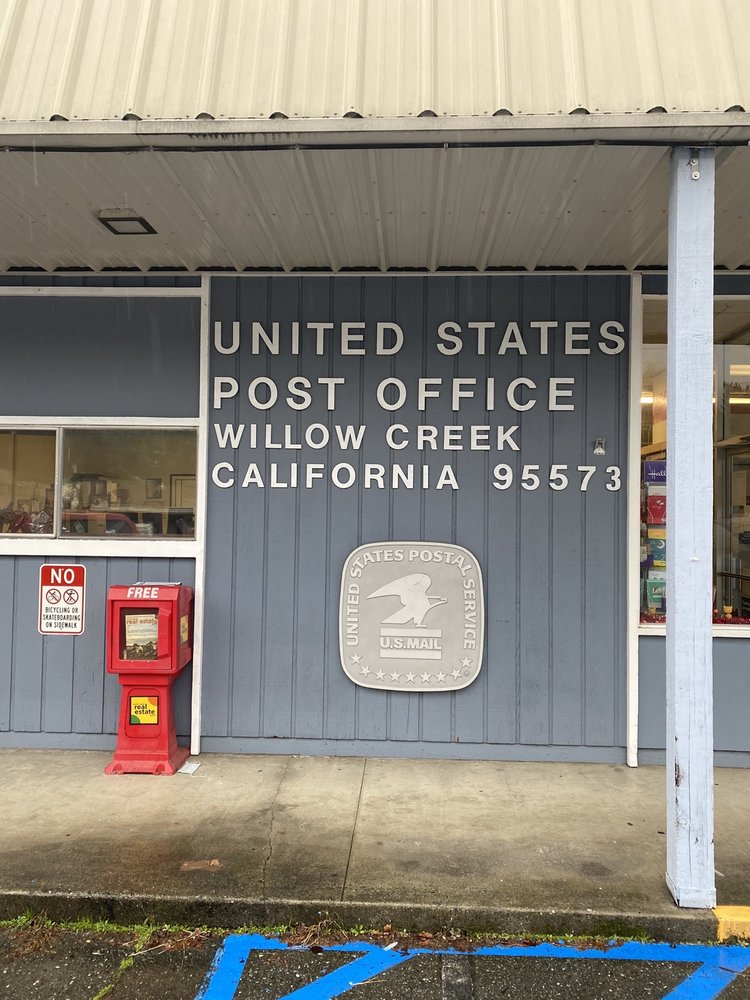 UNITED STATES
POST OFFICE
WILLOW CREEK
CALIFORNIA 95573
UNITED STATES POSTAL SERVICE
U.S.MAIL
NO
BICYCLING OR
SKATEBOARDING
ON SIDEWALK
FREE
real estate
real
estate